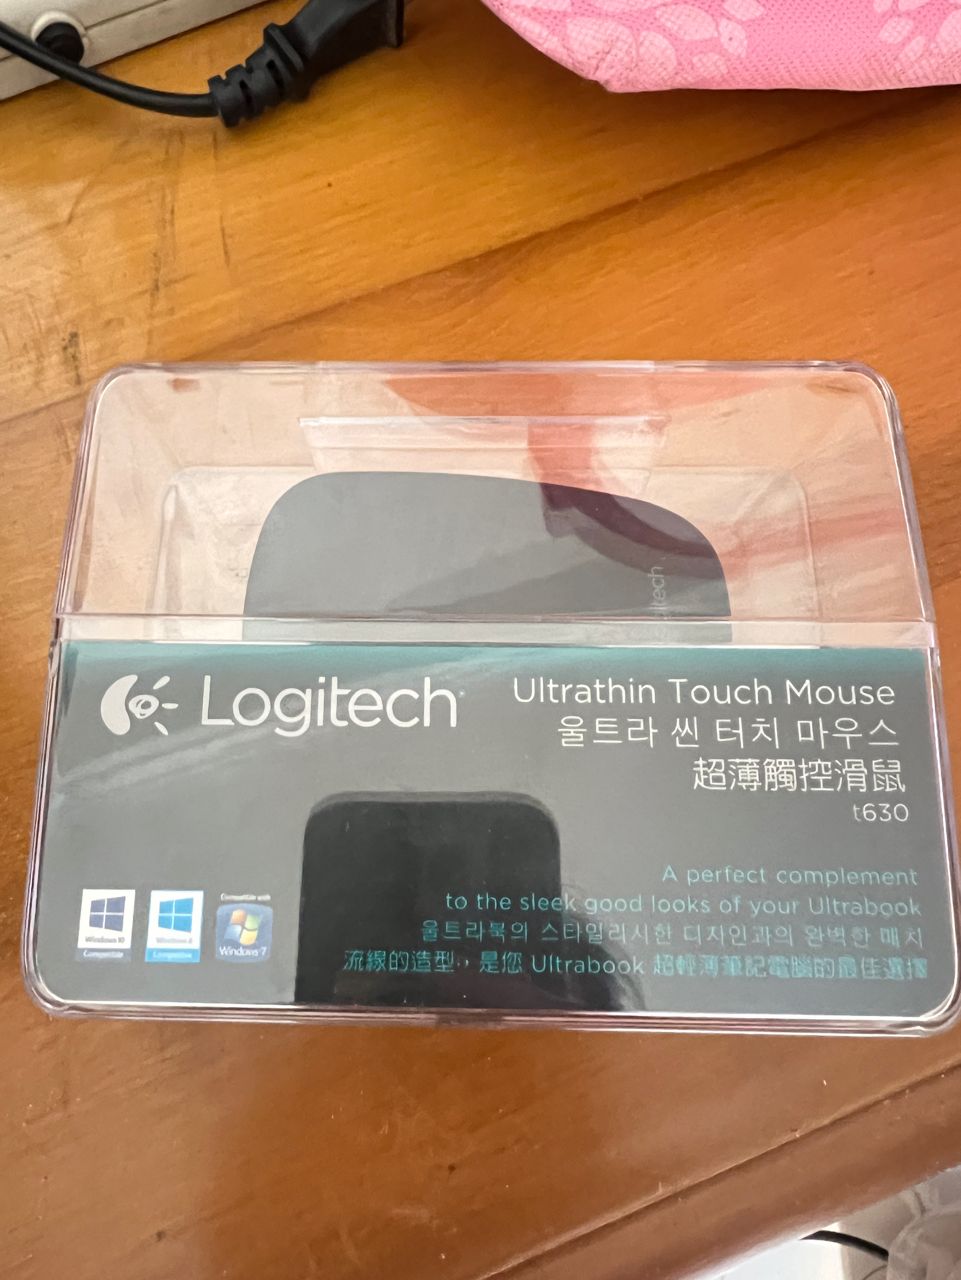 Logitech
Logitech
Ultrathin Touch Mouse
울트라 씬 터치 마우스
超薄觸控滑鼠
t630
A perfect complement
to the sleek good looks of your Ultrabook
울트라북의 스타일리시한 디자인과의 완벽한 매치
流線的造型，是您 Ultrabook 超輕薄筆記電腦的最佳選擇
Windows 10
Compatible
Windows 8
Compatible
Compatible with
Windows 7